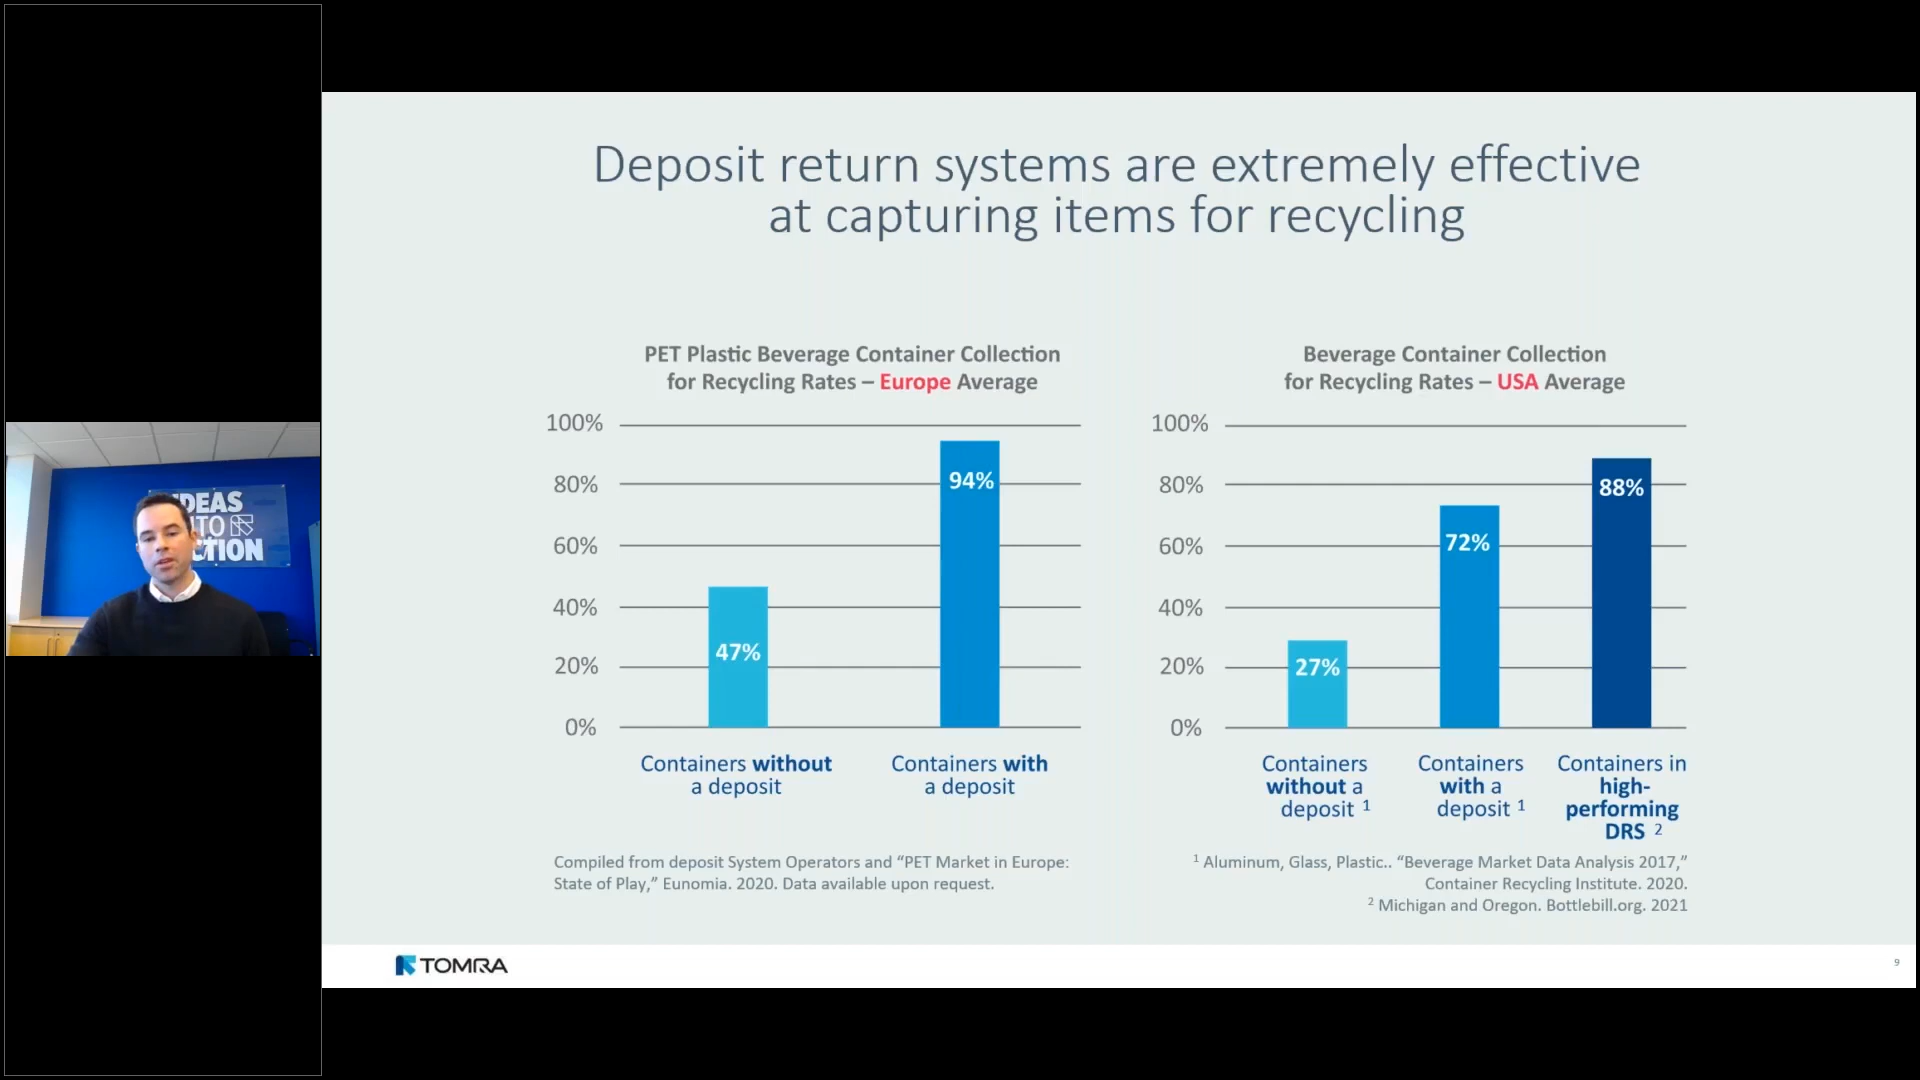 Deposit return systems are extremely effective
at capturing items for recycling
PET Plastic Beverage Container Collection
for Recycling Rates – Europe Average
100%
80%
60%
40%
20%
0%
47%
94%
Containers without
a deposit
Containers with
a deposit
Compiled from deposit System Operators and “PET Market in Europe:
State of Play,” Eunomia. 2020. Data available upon request.
Beverage Container Collection
for Recycling Rates – USA Average
100%
80%
60%
40%
20%
0%
27%
72%
88%
Containers
without a
deposit 1
Containers
with a
deposit 1
Containers in
high-
performing
DRS 2
1 Aluminum, Glass, Plastic.. “Beverage Market Data Analysis 2017,”
Container Recycling Institute. 2020.
2 Michigan and Oregon. Bottlebill.org. 2021
TOMRA
9
IDEAS
INTO
ACTION